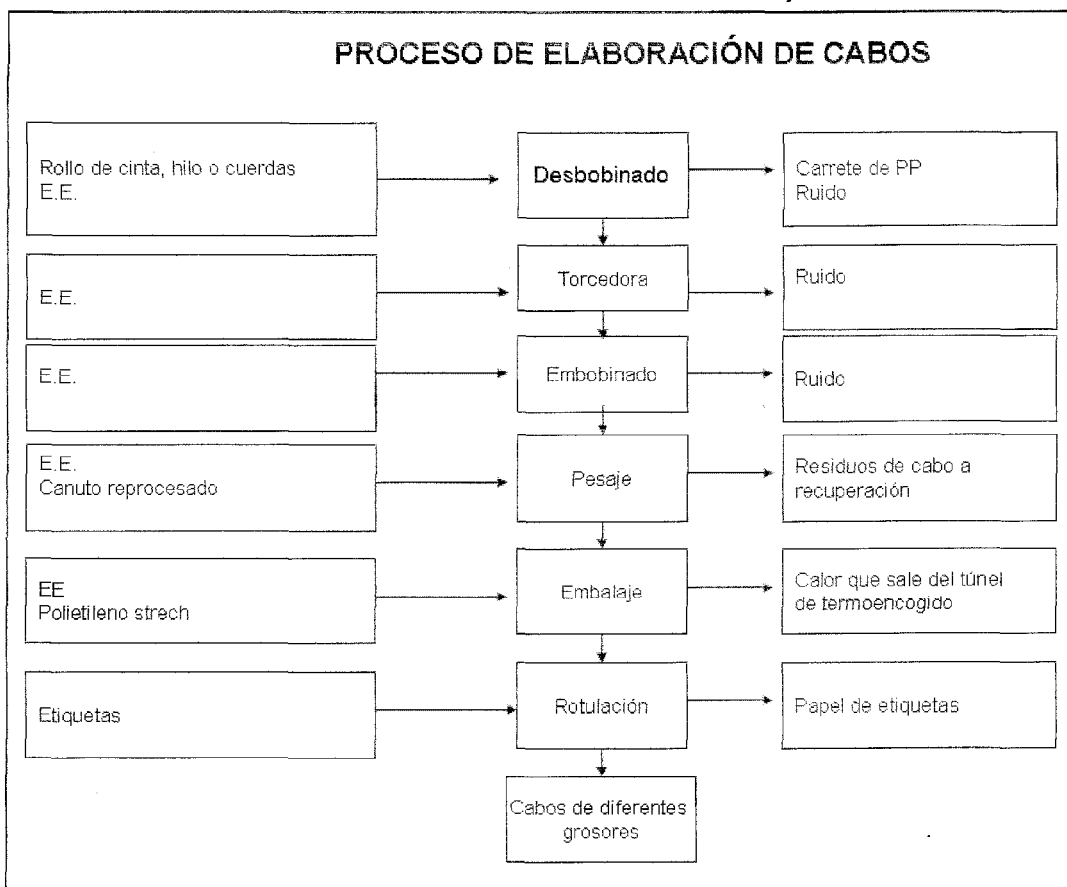 PROCESO DE ELABORACIÓN DE CABOS
Rollo de cinta, hilo o cuerdas
E.E.
Desbobinado
Carrete de PP
Ruido
E.E.
Torcedora
Ruido
E.E.
Embobinado
Ruido
E.E.
Canuto reprocesado
Pesaje
Residuos de cabo a
recuperación
EE
Polietileno strech
Embalaje
Calor que sale del túnel
de termoencogido
Etiquetas
Rotulación
Papel de etiquetas
Cabos de diferentes
grosores